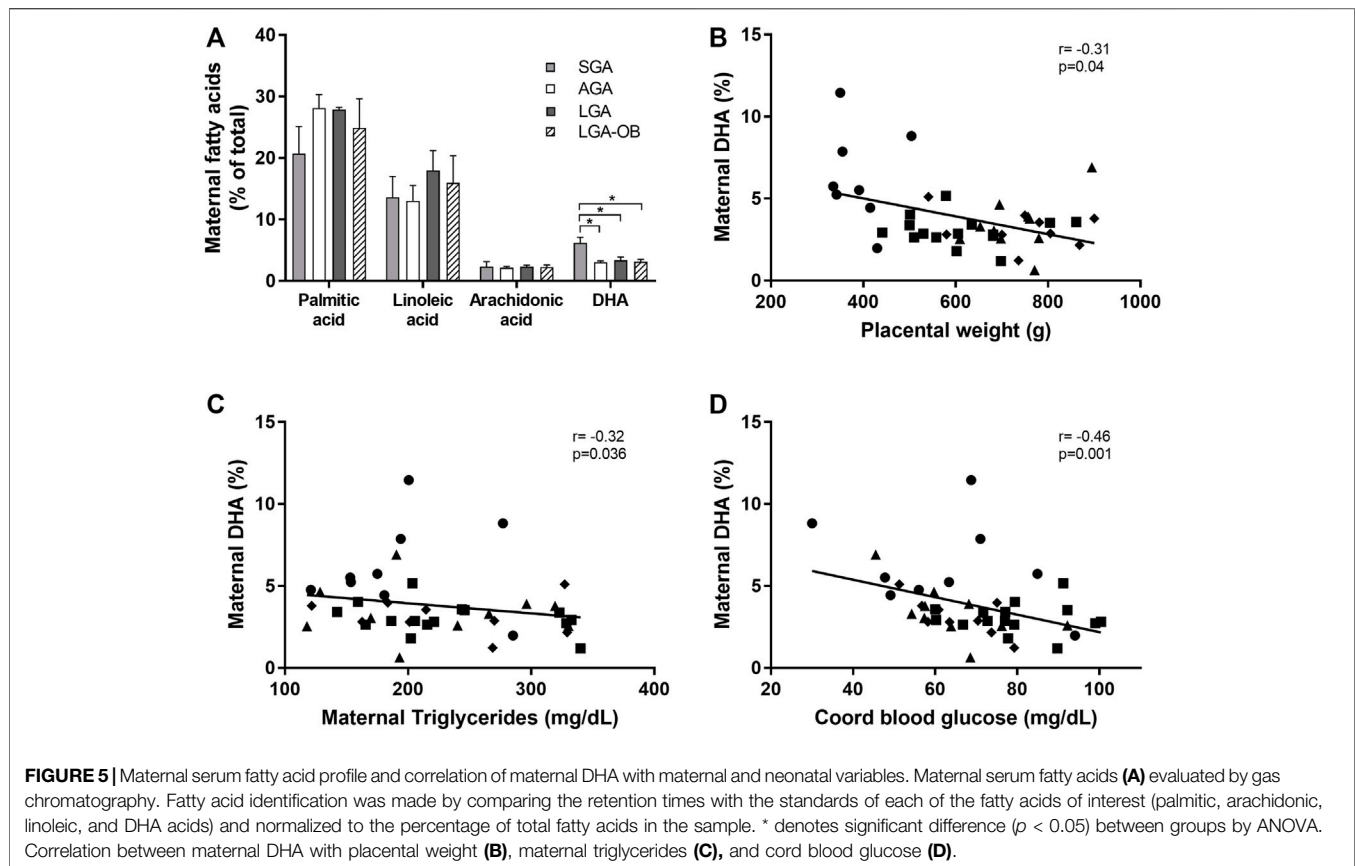 A
Maternal fatty acids
(% of total)
40
30
20
10
0
SGA
AGA
LGA
LGA-OB
*
*
*
Palmitic
acid
Linoleic
acid
Arachidonic
acid
DHA
B
Maternal DHA (%)
15
10
5
0
r= -0.31
p=0.04
200
400
600
800
1000
Placental weight (g)
C
Maternal DHA (%)
15
10
5
0
r= -0.32
p=0.036
100
200
300
400
Maternal Triglycerides (mg/dL)
D
Maternal DHA (%)
15
10
5
0
r= -0.46
p=0.001
20
40
60
80
100
Coord blood glucose (mg/dL)
FIGURE 5 | Maternal serum fatty acid profile and correlation of maternal DHA with maternal and neonatal variables. Maternal serum fatty acids (A) evaluated by gas
chromatography. Fatty acid identification was made by comparing the retention times with the standards of each of the fatty acids of interest (palmitic, arachidonic,
linoleic, and DHA acids) and normalized to the percentage of total fatty acids in the sample. * denotes significant difference (p < 0.05) between groups by ANOVA.
Correlation between maternal DHA with placental weight (B), maternal triglycerides (C), and cord blood glucose (D).